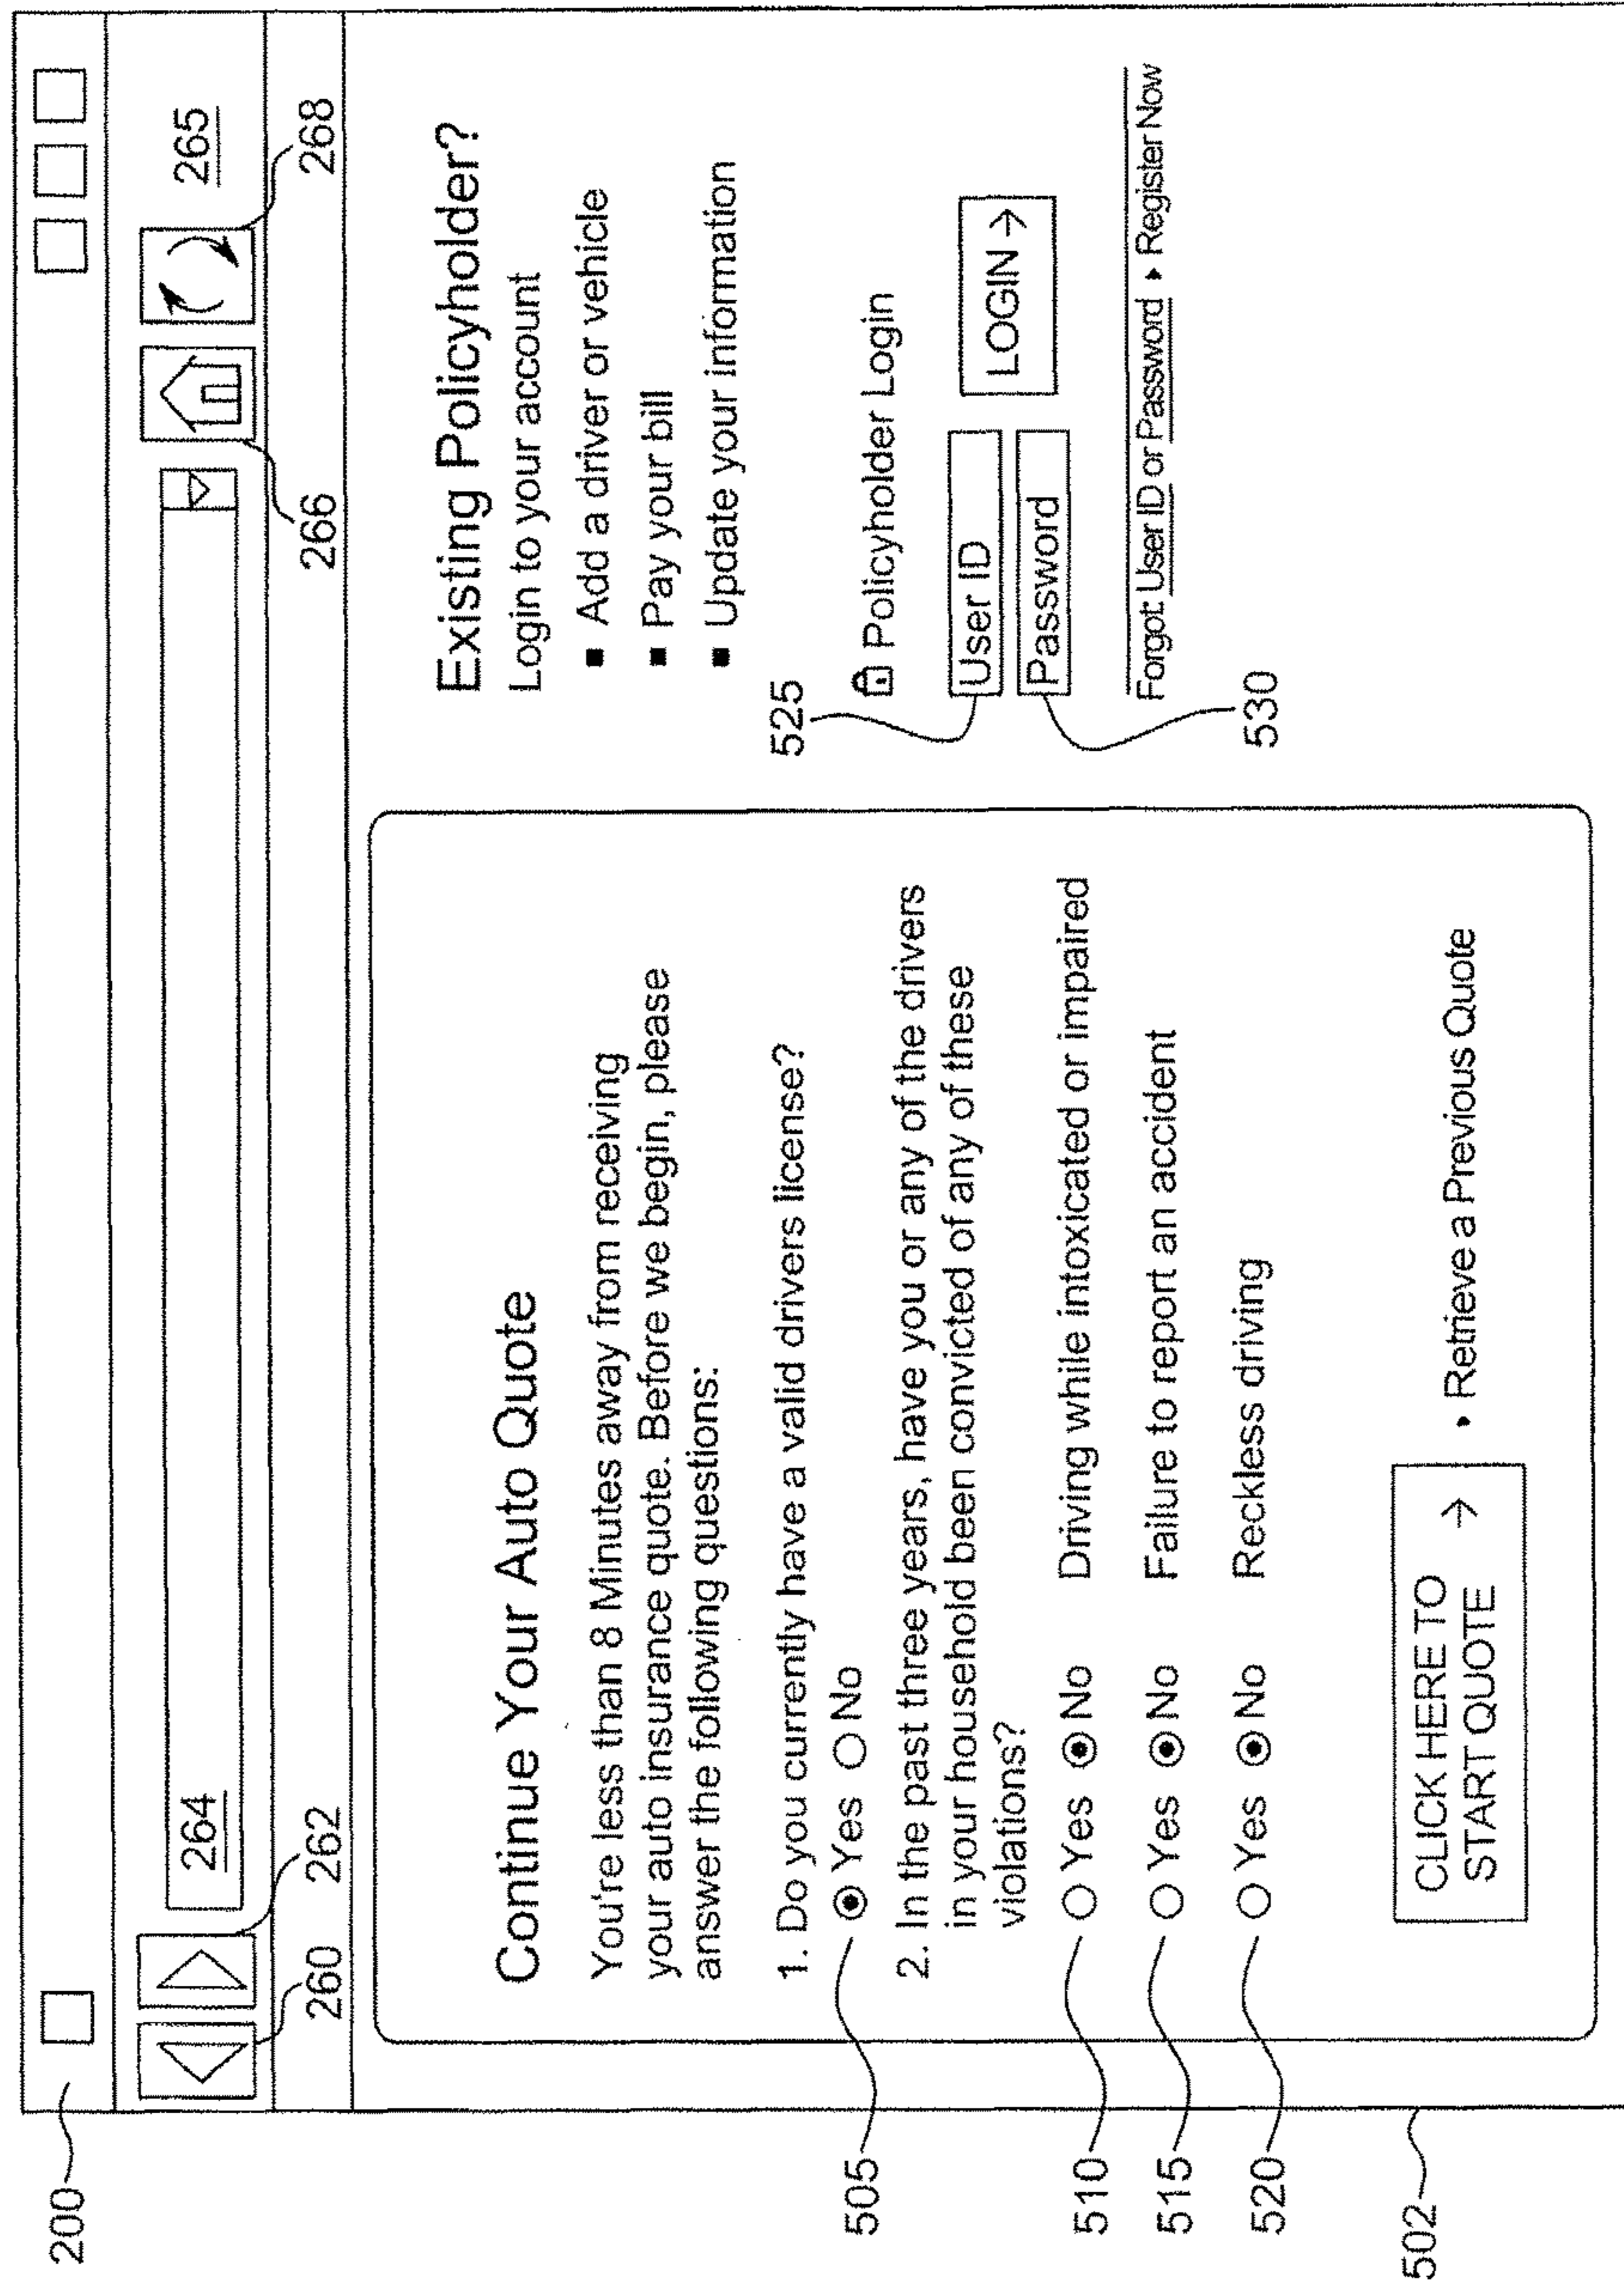 200
264
265
260
262
266
268
Continue Your Auto Quote
You're less than 8 Minutes away from receiving
your auto insurance quote. Before we begin, please
answer the following questions:
1. Do you currently have a valid drivers license?
505
Yes No
2. In the past three years, have you or any of the drivers
in your household been convicted of any of these
violations?
510
Yes No Driving while intoxicated or impaired
515
Yes No Failure to report an accident
520
Yes No Reckless driving
CLICK HERE TO
START QUOTE →
▸ Retrieve a Previous Quote
502
Existing Policyholder?
Login to your account
■ Add a driver or vehicle
■ Pay your bill
■ Update your information
525
Policyholder Login
User ID
Password
LOGIN →
530
Forgot User ID or Password ▸ Register Now